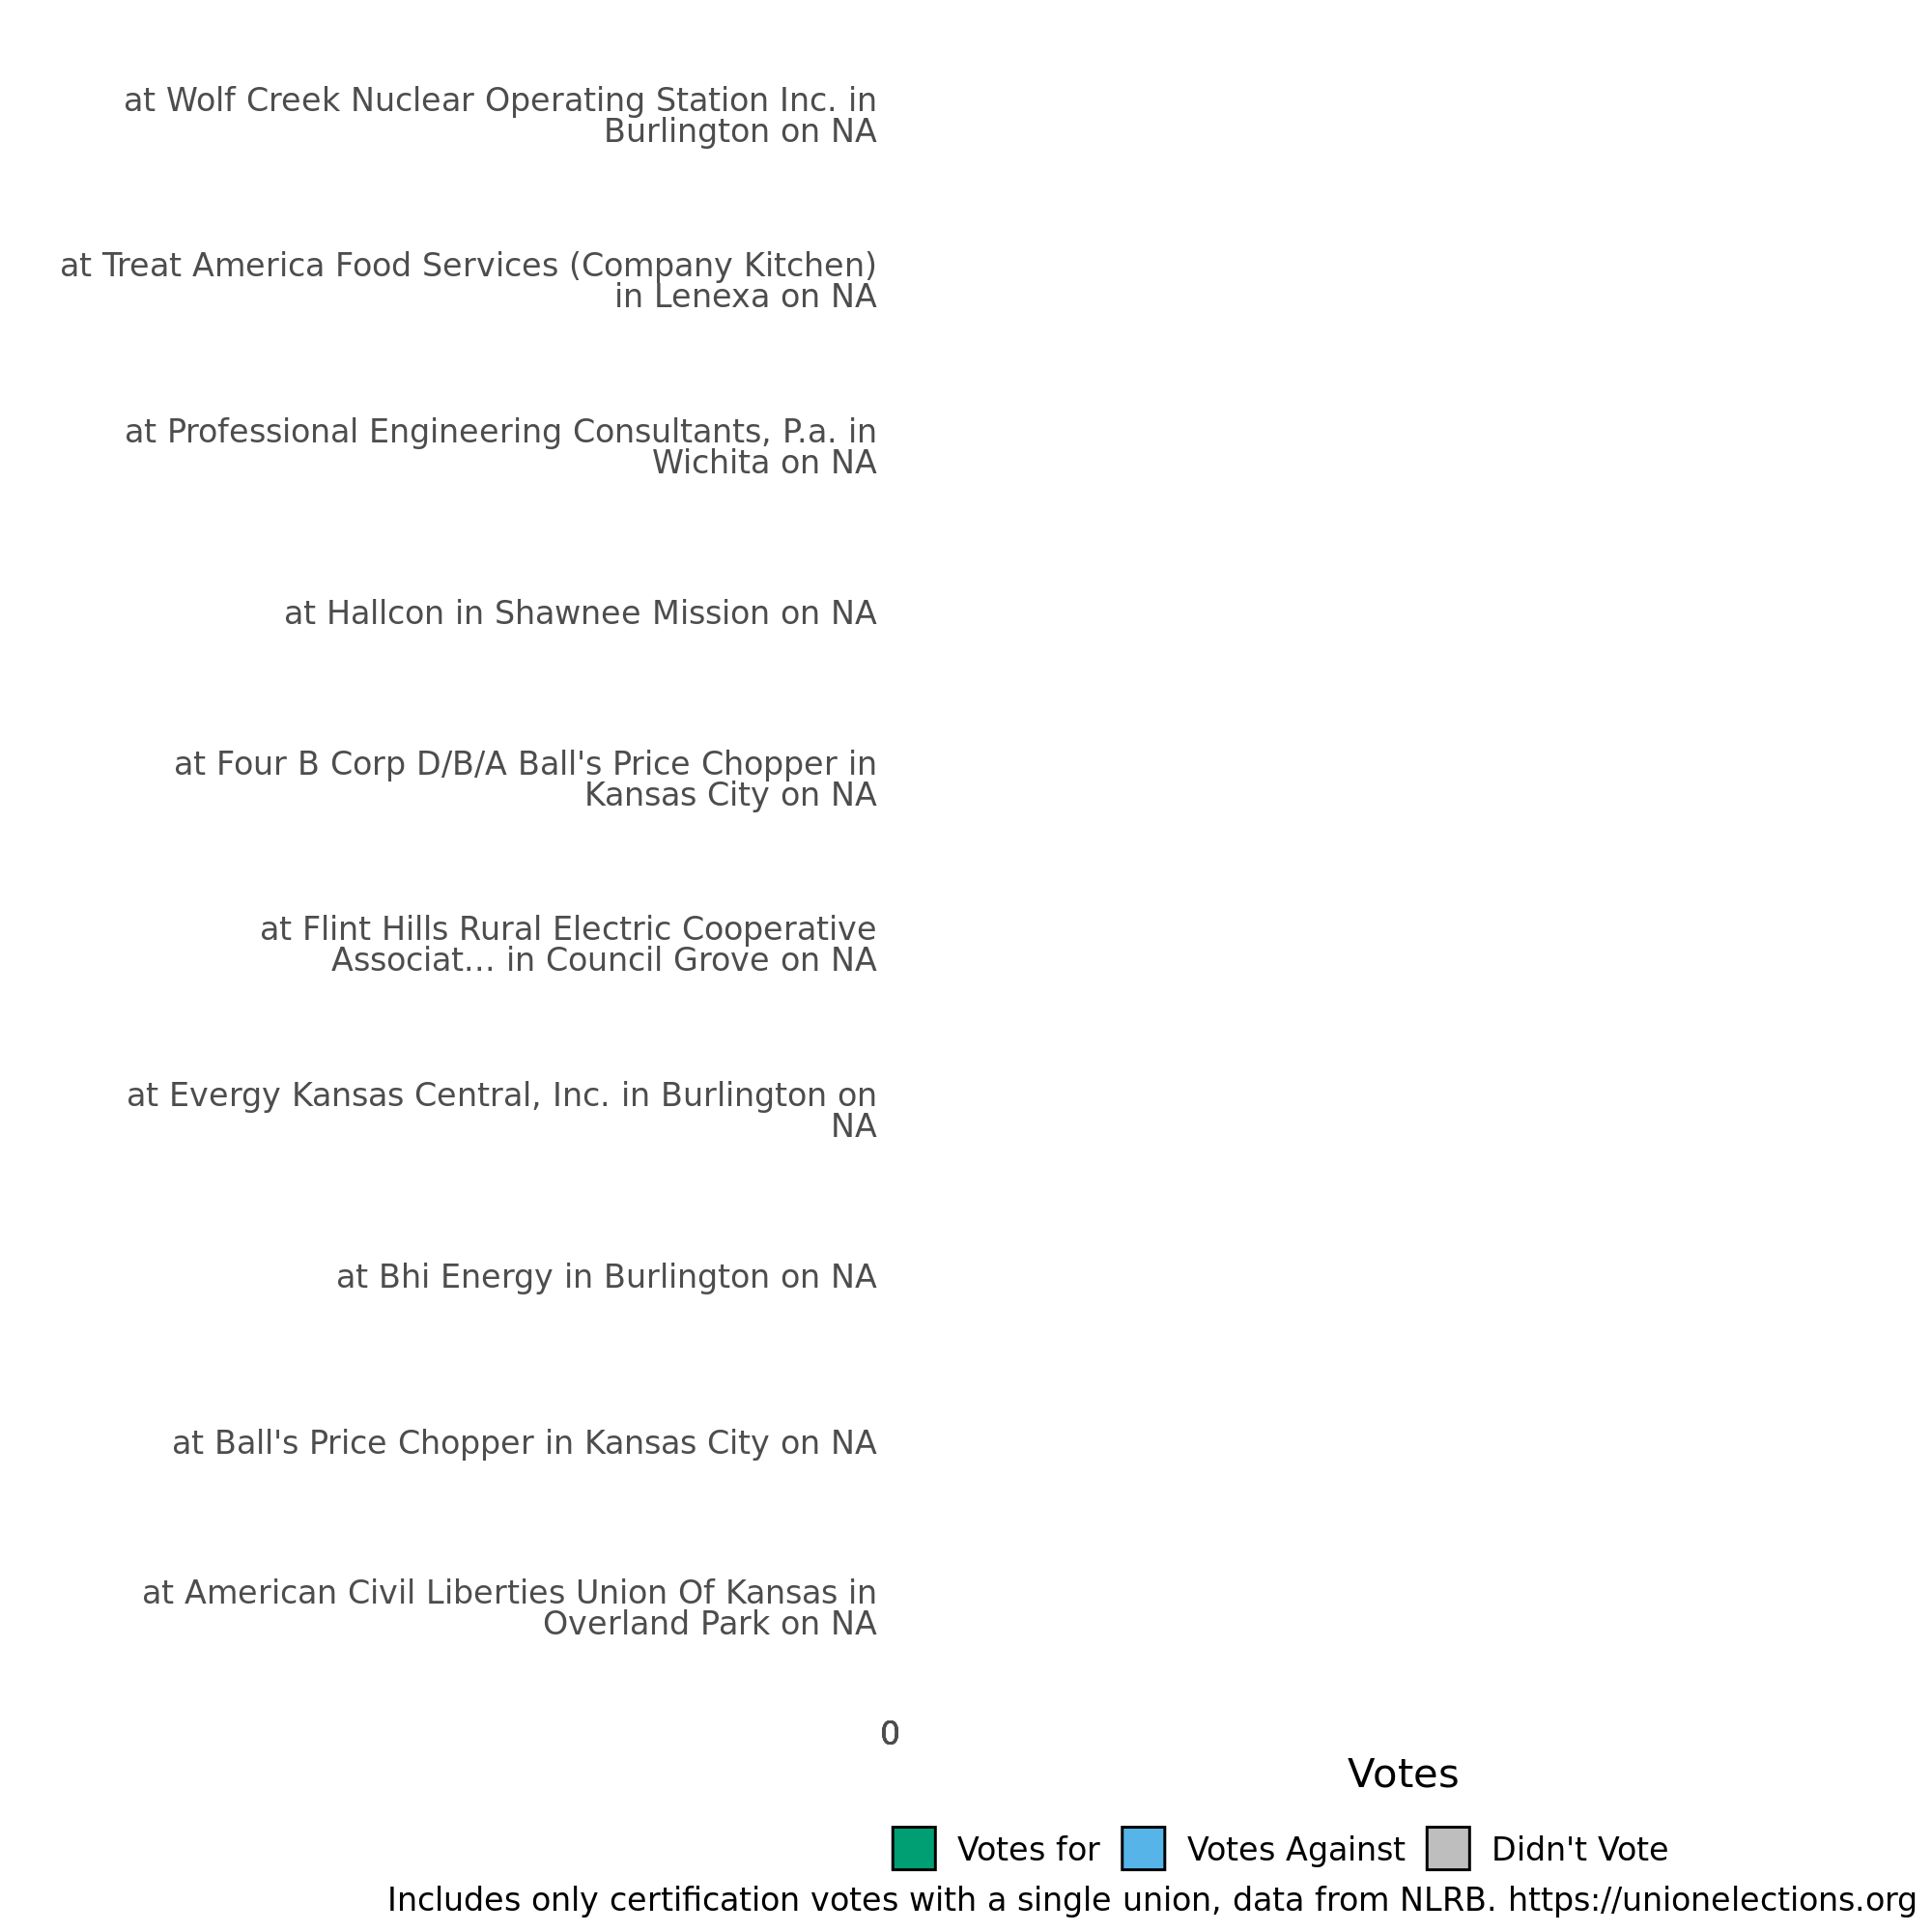 at Wolf Creek Nuclear Operating Station Inc. in
Burlington on NA
at Treat America Food Services (Company Kitchen)
in Lenexa on NA
at Professional Engineering Consultants, P.a. in
Wichita on NA
at Hallcon in Shawnee Mission on NA
at Four B Corp D/B/A Ball's Price Chopper in
Kansas City on NA
at Flint Hills Rural Electric Cooperative
Associat... in Council Grove on NA
at Evergy Kansas Central, Inc. in Burlington on
NA
at Bhi Energy in Burlington on NA
at Ball's Price Chopper in Kansas City on NA
at American Civil Liberties Union Of Kansas in
Overland Park on NA
0
Votes
Votes for Votes Against Didn't Vote
Includes only certification votes with a single union, data from NLRB. https://unionelections.org